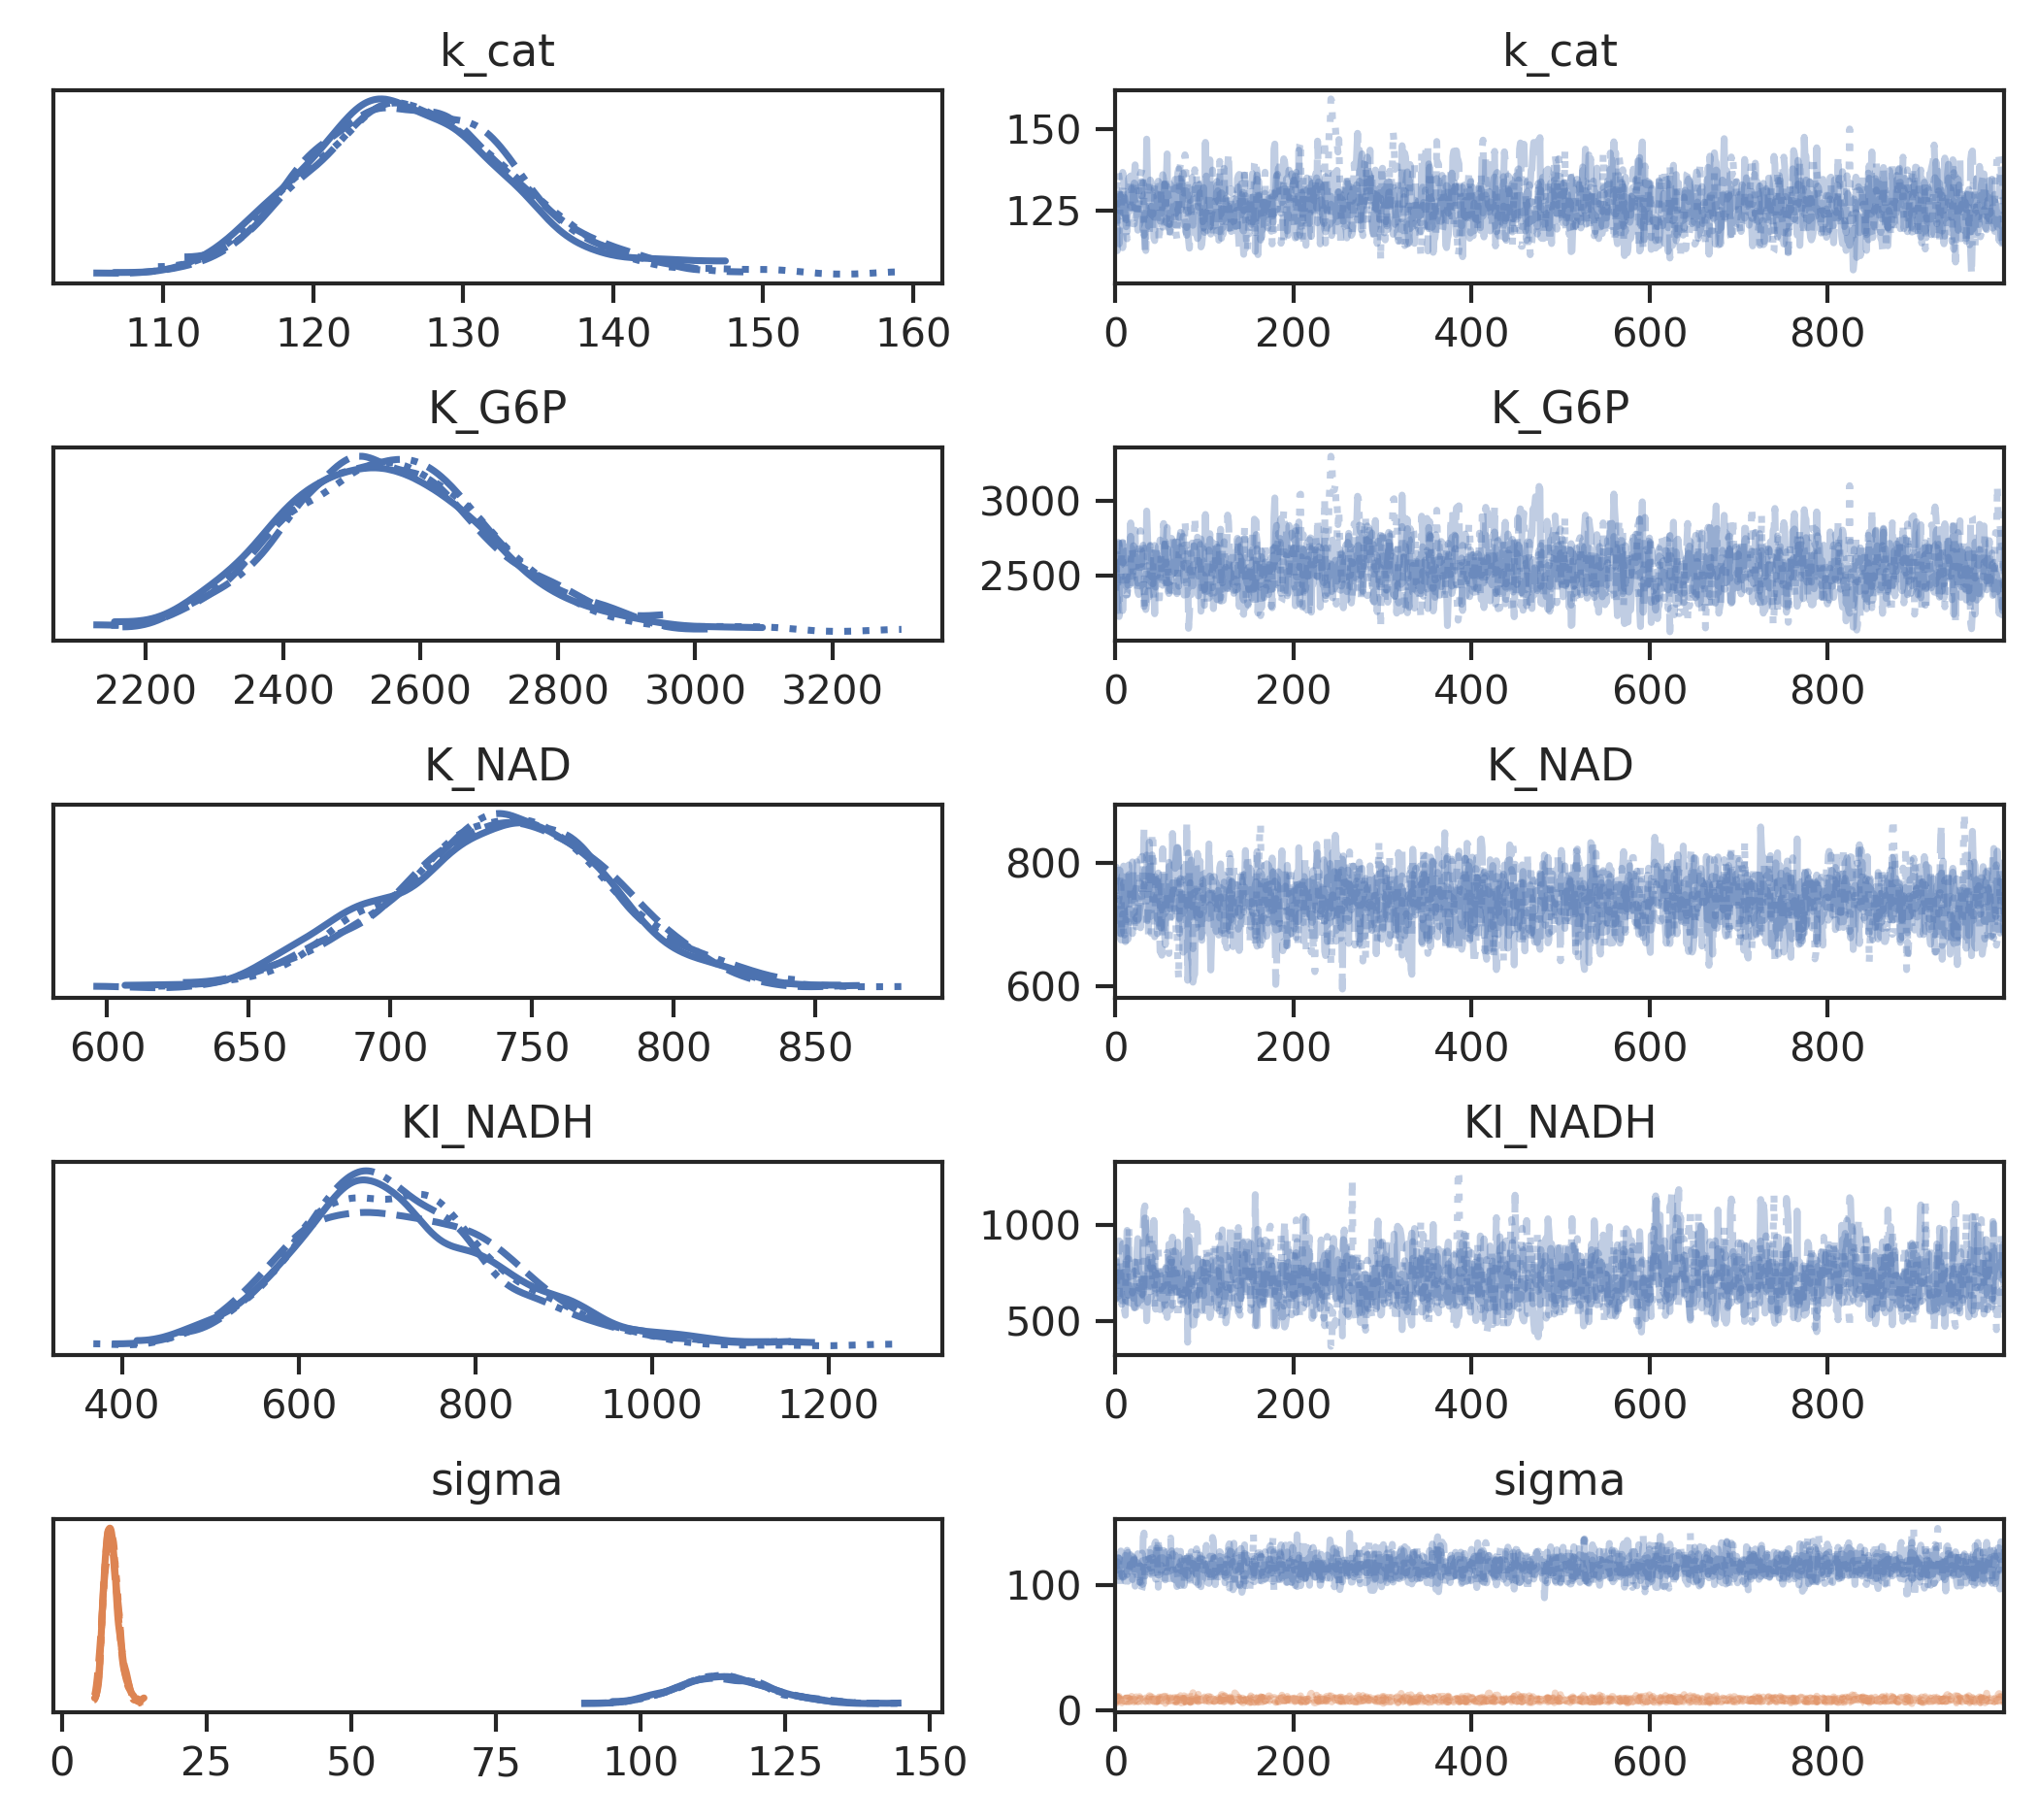 k_cat k_cat
150
125
110 120 130 140 150 160 0 200 400 600 800
K_G6P K_G6P
3000
2500
2200 2400 2600 2800 3000 3200 0 200 400 600 800
K_NAD K_NAD
800
600
600 650 700 750 800 850 0 200 400 600 800
KI_NADH KI_NADH
1000
500
400 600 800 1000 1200 0 200 400 600 800
sigma sigma
100
0
0 25 50 75 100 125 150 0 200 400 600 800